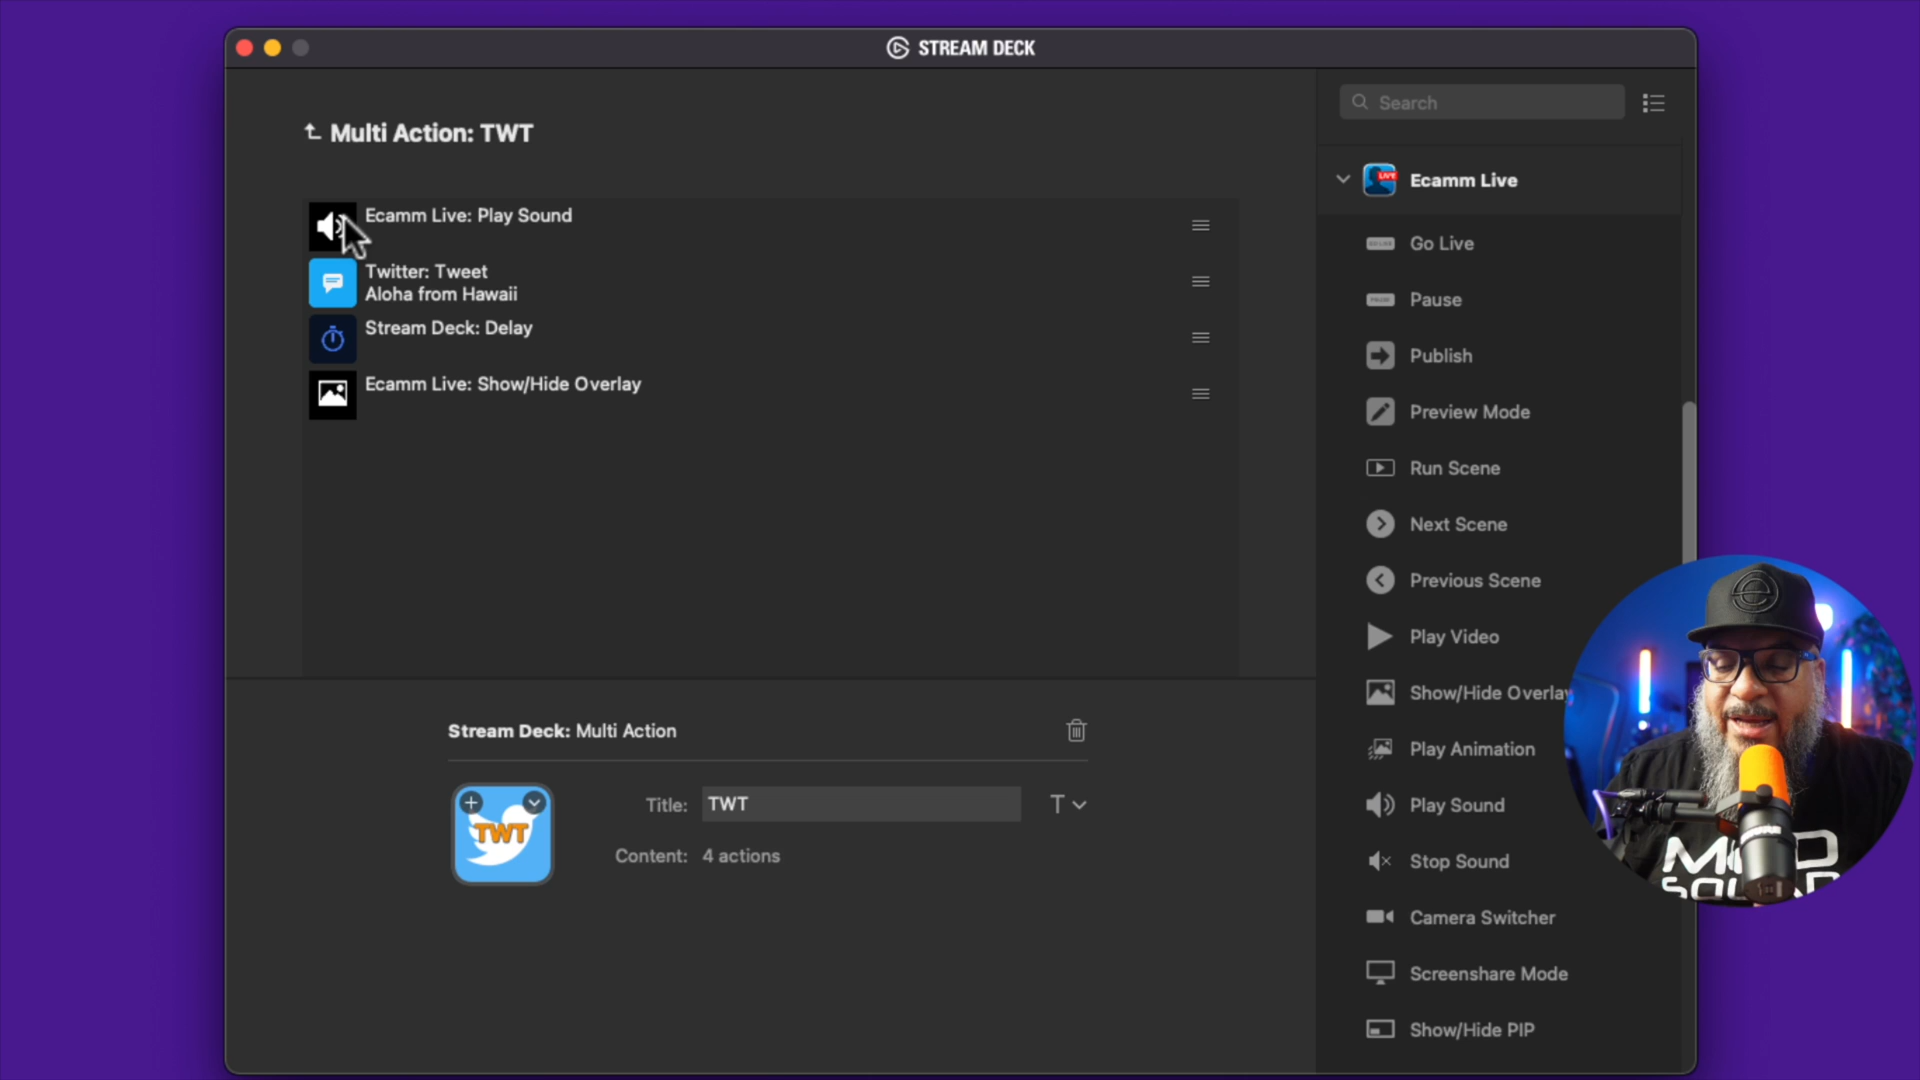 STREAM DECK
Search
Multi Action: TWT
Ecamm Live: Play Sound
Twitter: Tweet
Aloha from Hawaii
Stream Deck: Delay
Ecamm Live: Show/Hide Overlay
Stream Deck: Multi Action
TWT
Title: TWT
T
Content: 4 actions
LIVE
Ecamm Live
Go Live
Pause
Publish
Preview Mode
Run Scene
Next Scene
Previous Scene
Play Video
Show/Hide Overlay
Play Animation
Play Sound
Stop Sound
Camera Switcher
Screenshare Mode
Show/Hide PIP